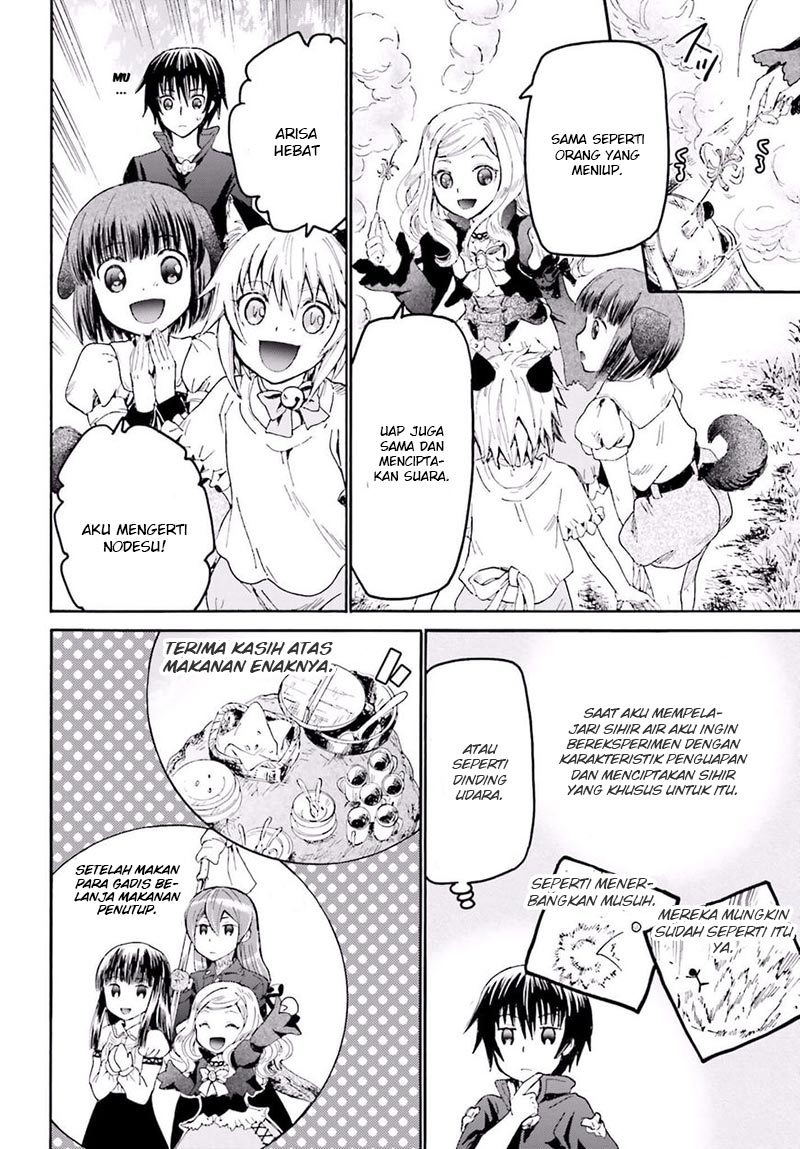 SAMA SEPERTI
ORANG YANG
MENIUP.
UAP JUGA
SAMA DAN
MENCIPTA-
KAN SUARA.
MU
...
ARISA
HEBAT
AKU MENGERTI
NODESU!
SAAT AKU MEMPELA-
JARI SIHIR AIR AKU INGIN
BEREKSPERIMEN DENGAN
KARAKTERISTIK PENGUAPAN
DAN MENCIPTAKAN SIHIR
YANG KHUSUS UNTUK ITU.
ATAU
SEPERTI
DINDING
UDARA.
SEPERTI MENER-
BANGKAN MUSUH.
MEREKA MUNGKIN
SUDAH SEPERTI ITU
YA.
TERIMA KASIH ATAS
MAKANAN ENAKNYA.
SETELAH MAKAN
PARA GADIS BE-
LANJA MAKANAN
PENUTUP.